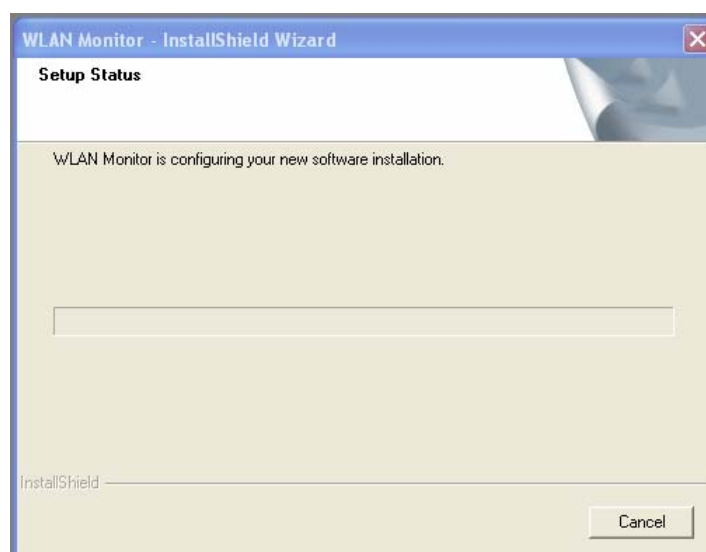 WLAN Monitor - InstallShield Wizard
Setup Status
WLAN Monitor is configuring your new software installation.
InstallShield
Cancel